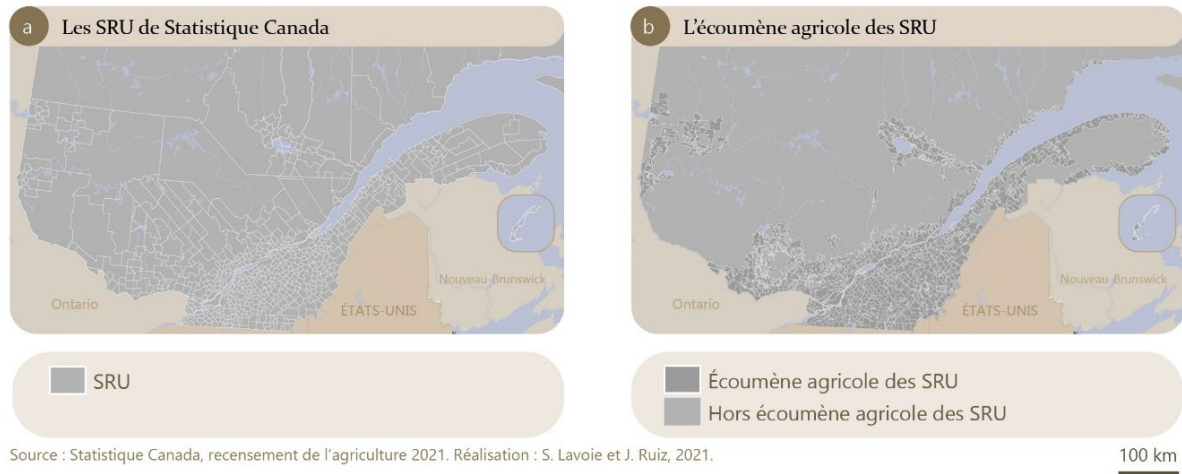 a
Les SRU de Statistique Canada
Ontario
ÉTATS-UNIS
Nouveau Brunswick
SRU
b
L'écoumène agricole des SRU
Ontario
ÉTATS-UNIS
Nouveau Brunswick
Écoumène agricole des SRU
Hors écoumène agricole des SRU
Source : Statistique Canada, recensement de l'agriculture 2021. Réalisation : S. Lavoie et J. Ruiz, 2021.
100 km